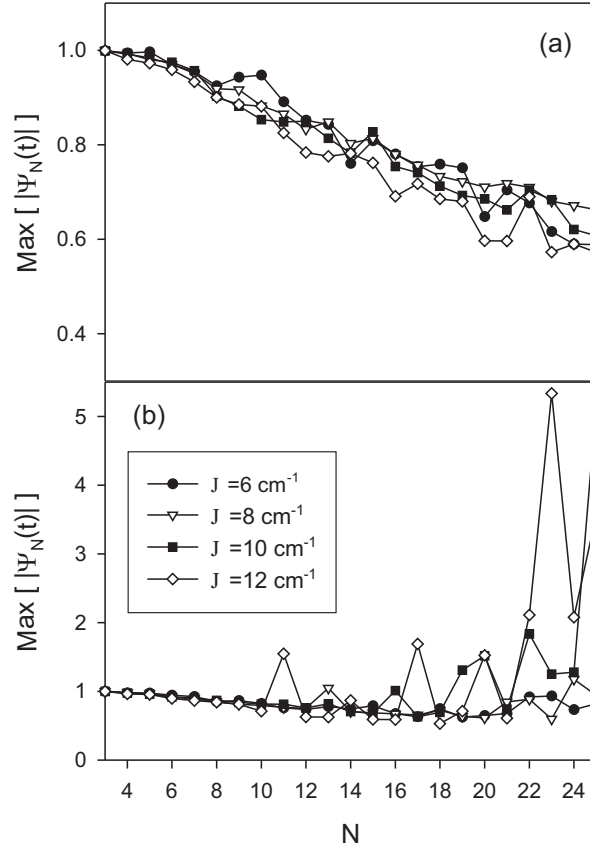 (a)
1.0
0.8
0.6
0.4
Max [ |Ψ_N(t)| ]
(b)
5
4
3
2
1
0
Max [ |Ψ_N(t)| ]
J =6 cm⁻¹
J =8 cm⁻¹
J =10 cm⁻¹
J =12 cm⁻¹
4 6 8 10 12 14 16 18 20 22 24
N